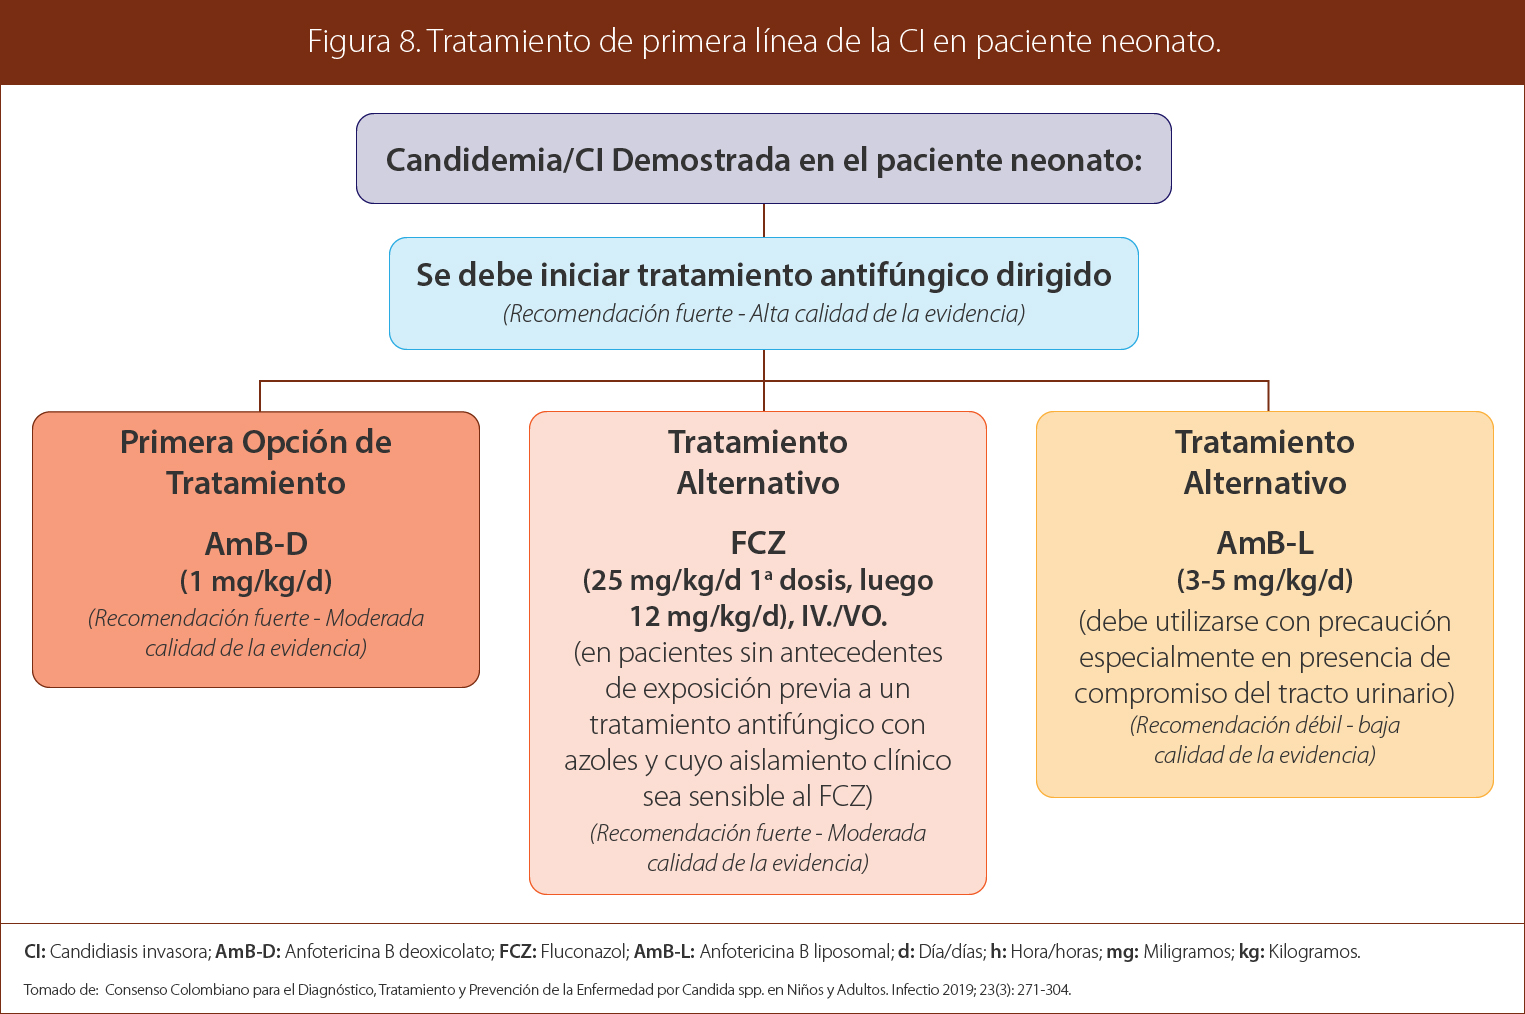 Figura 8. Tratamiento de primera línea de la CI en paciente neonato.
Candidemia/CI Demostrada en el paciente neonato:
Se debe iniciar tratamiento antifúngico dirigido
(Recomendación fuerte - Alta calidad de la evidencia)
Primera Opción de
Tratamiento
AmB-D
(1 mg/kg/d)
(Recomendación fuerte - Moderada
calidad de la evidencia)
Tratamiento
Alternativo
FCZ
(25 mg/kg/d 1ª dosis, luego
12 mg/kg/d), IV./VO.
(en pacientes sin antecedentes
de exposición previa a un
tratamiento antifúngico con
azoles y cuyo aislamiento clínico
sea sensible al FCZ)
(Recomendación fuerte - Moderada
calidad de la evidencia)
Tratamiento
Alternativo
AmB-L
(3-5 mg/kg/d)
(debe utilizarse con precaución
especialmente en presencia de
compromiso del tracto urinario)
(Recomendación débil - baja
calidad de la evidencia)
CI: Candidiasis invasora; AmB-D: Anfotericina B deoxicolato; FCZ: Fluconazol; AmB-L: Anfotericina B liposomal; d: Día/días; h: Hora/horas; mg: Miligramos; kg: Kilogramos.
Tomado de: Consenso Colombiano para el Diagnóstico, Tratamiento y Prevención de la Enfermedad por Candida spp. en Niños y Adultos. Infectio 2019; 23(3): 271-304.